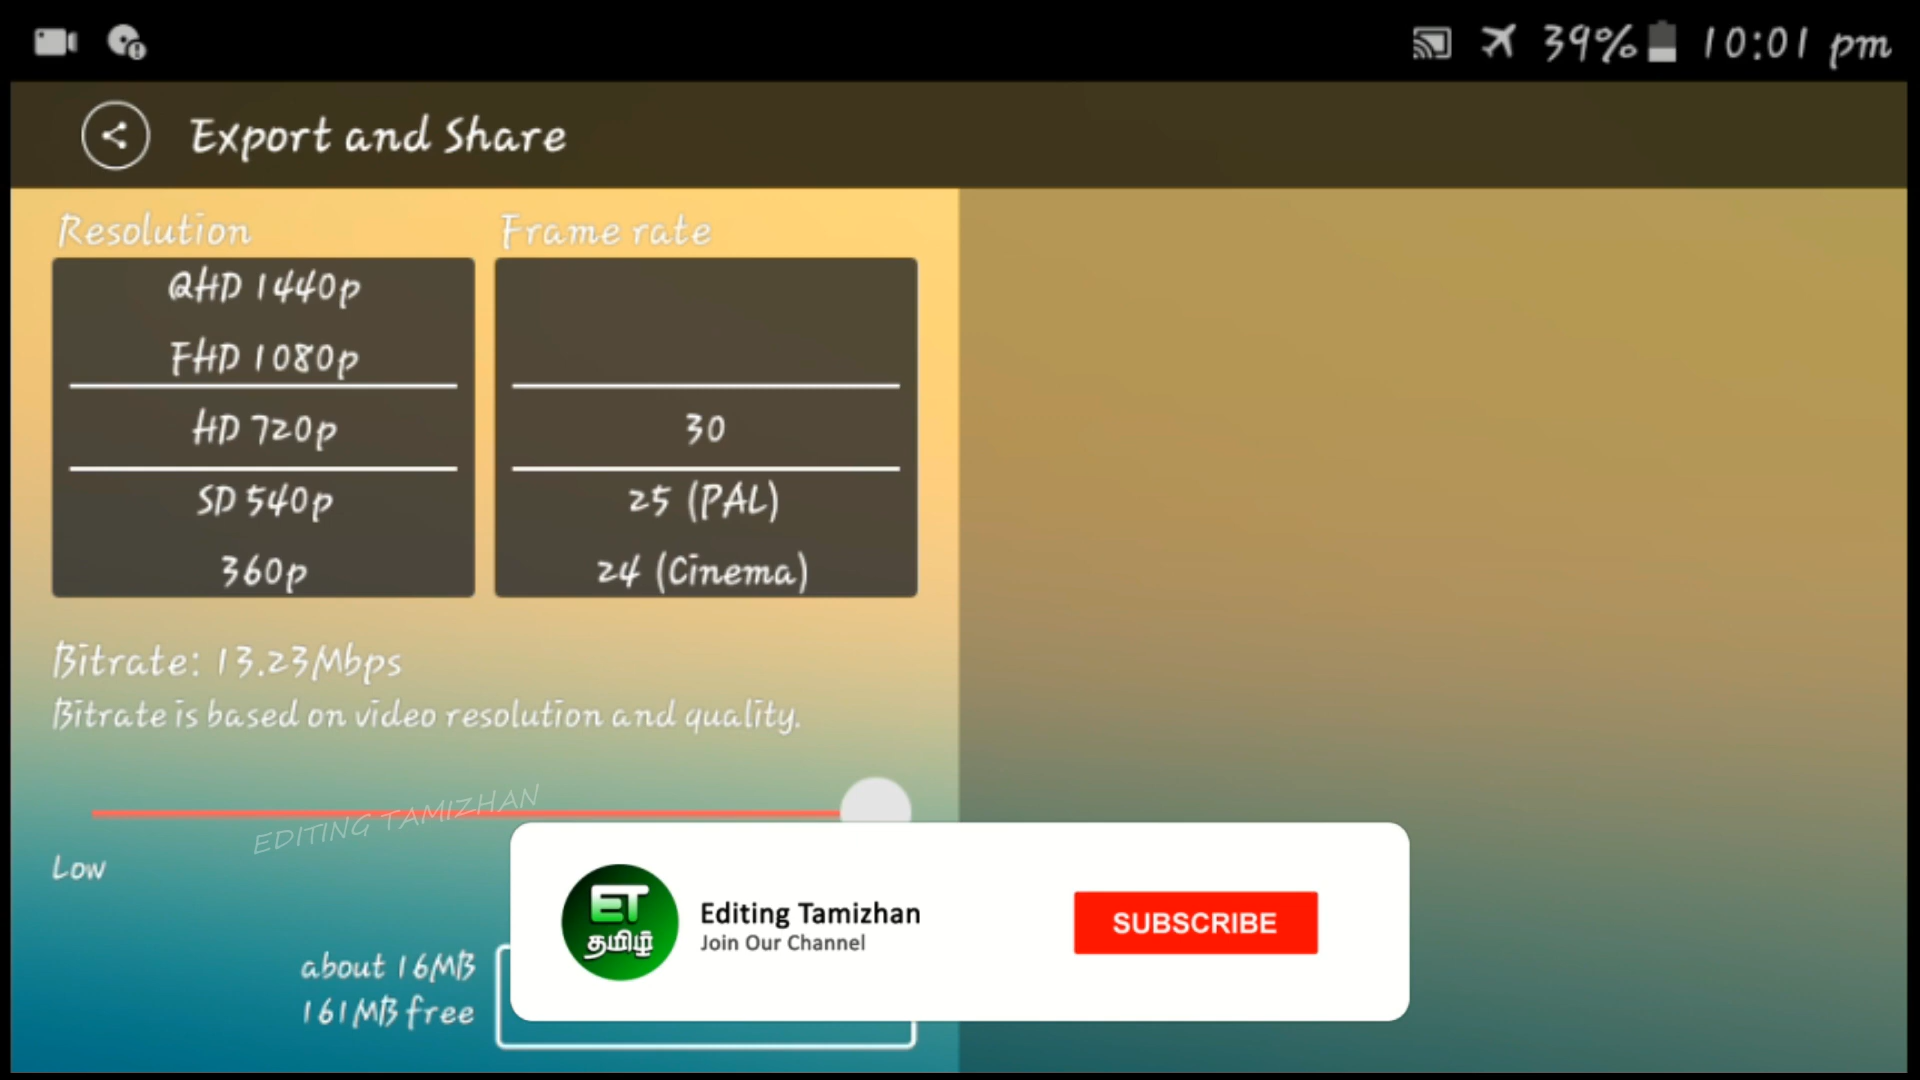 39% 10:01 pm
Export and Share
Resolution
Frame rate
QHD 1440p
FHD 1080p
HD 720p
SD 540p
360p
30
25 (PAL)
24 (Cinema)
Bitrate: 13.23Mbps
Bitrate is based on video resolution and quality.
EDITING TAMIZHAN
Low
about 16MB
161MB free
ET
தமிழ்
Editing Tamizhan
Join Our Channel
SUBSCRIBE